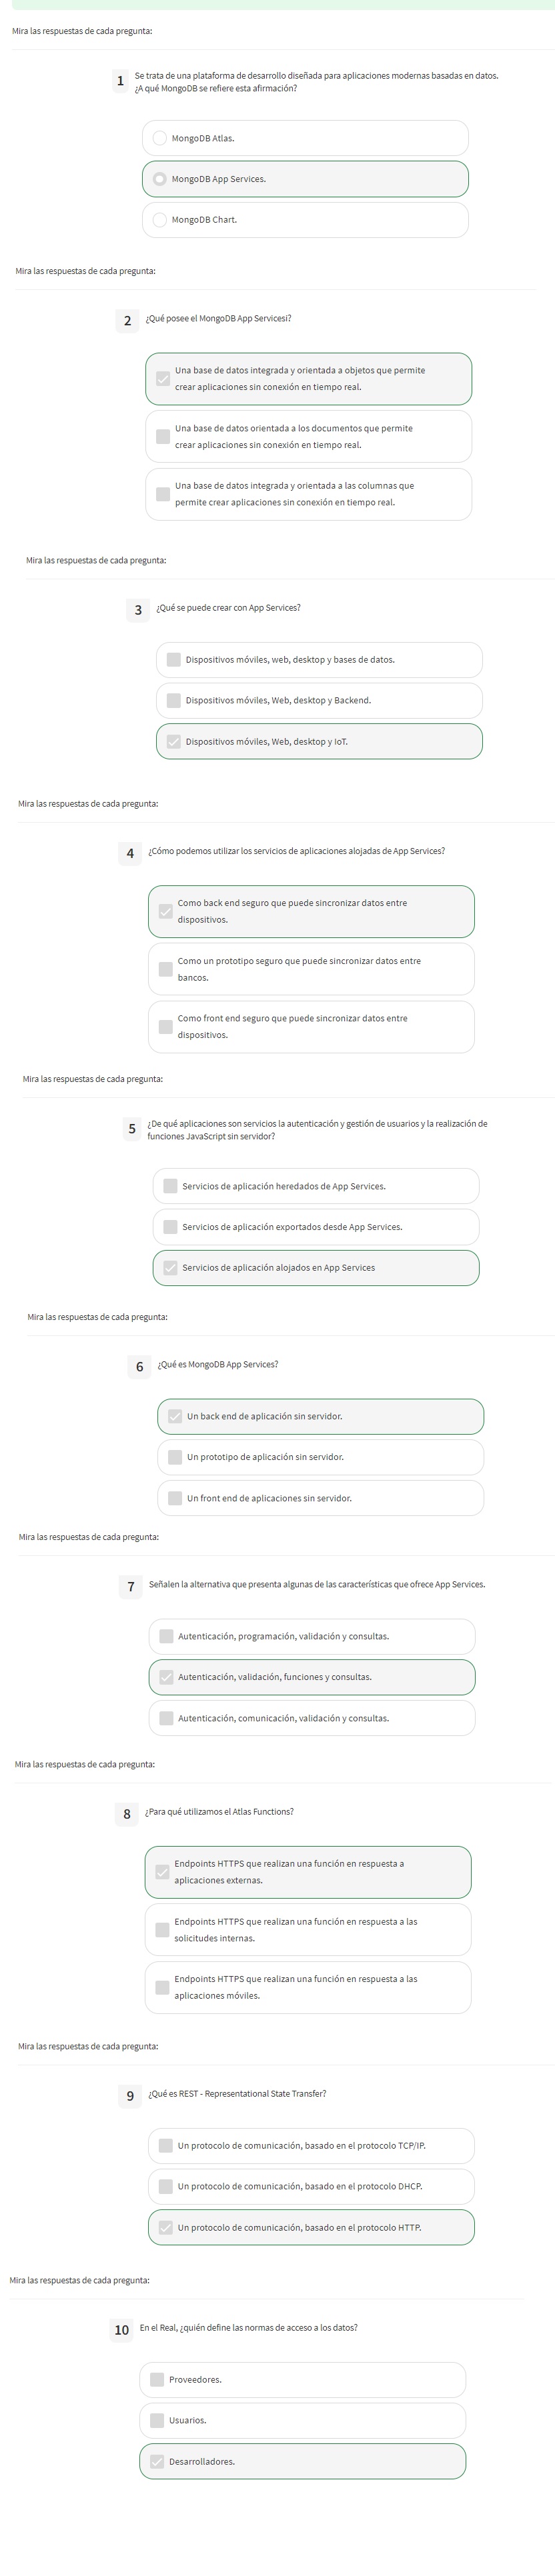 Mira las respuestas de cada pregunta:
1
Se trata de una plataforma de desarrollo diseñada para aplicaciones modernas basadas en datos.
¿A qué MongoDB se refiere esta afirmación?
MongoDB Atlas.
MongoDB App Services.
MongoDB Chart.
Mira las respuestas de cada pregunta:
2
¿Qué posee el MongoDB App Servicesi?
Una base de datos integrada y orientada a objetos que permite
crear aplicaciones sin conexión en tiempo real.
Una base de datos orientada a los documentos que permite
crear aplicaciones sin conexión en tiempo real.
Una base de datos integrada y orientada a las columnas que
permite crear aplicaciones sin conexión en tiempo real.
Mira las respuestas de cada pregunta:
3
¿Qué se puede crear con App Services?
Dispositivos móviles, web, desktop y bases de datos.
Dispositivos móviles, Web, desktop y Backend.
Dispositivos móviles, Web, desktop y IoT.
Mira las respuestas de cada pregunta:
4
¿Cómo podemos utilizar los servicios de aplicaciones alojadas de App Services?
Como back end seguro que puede sincronizar datos entre
dispositivos.
Como un prototipo seguro que puede sincronizar datos entre
bancos.
Como front end seguro que puede sincronizar datos entre
dispositivos.
Mira las respuestas de cada pregunta:
5
¿De qué aplicaciones son servicios la autenticación y gestión de usuarios y la realización de
funciones JavaScript sin servidor?
Servicios de aplicación heredados de App Services.
Servicios de aplicación exportados desde App Services.
Servicios de aplicación alojados en App Services
Mira las respuestas de cada pregunta:
6
¿Qué es MongoDB App Services?
Un back end de aplicación sin servidor.
Un prototipo de aplicación sin servidor.
Un front end de aplicaciones sin servidor.
Mira las respuestas de cada pregunta:
7
Señalen la alternativa que presenta algunas de las características que ofrece App Services.
Autenticación, programación, validación y consultas.
Autenticación, validación, funciones y consultas.
Autenticación, comunicación, validación y consultas.
Mira las respuestas de cada pregunta:
8
¿Para qué utilizamos el Atlas Functions?
Endpoints HTTPS que realizan una función en respuesta a
aplicaciones externas.
Endpoints HTTPS que realizan una función en respuesta a las
solicitudes internas.
Endpoints HTTPS que realizan una función en respuesta a las
aplicaciones móviles.
Mira las respuestas de cada pregunta:
9
¿Qué es REST - Representational State Transfer?
Un protocolo de comunicación, basado en el protocolo TCP/IP.
Un protocolo de comunicación, basado en el protocolo DHCP.
Un protocolo de comunicación, basado en el protocolo HTTP.
Mira las respuestas de cada pregunta:
10
En el Real, ¿quién define las normas de acceso a los datos?
Proveedores.
Usuarios.
Desarrolladores.